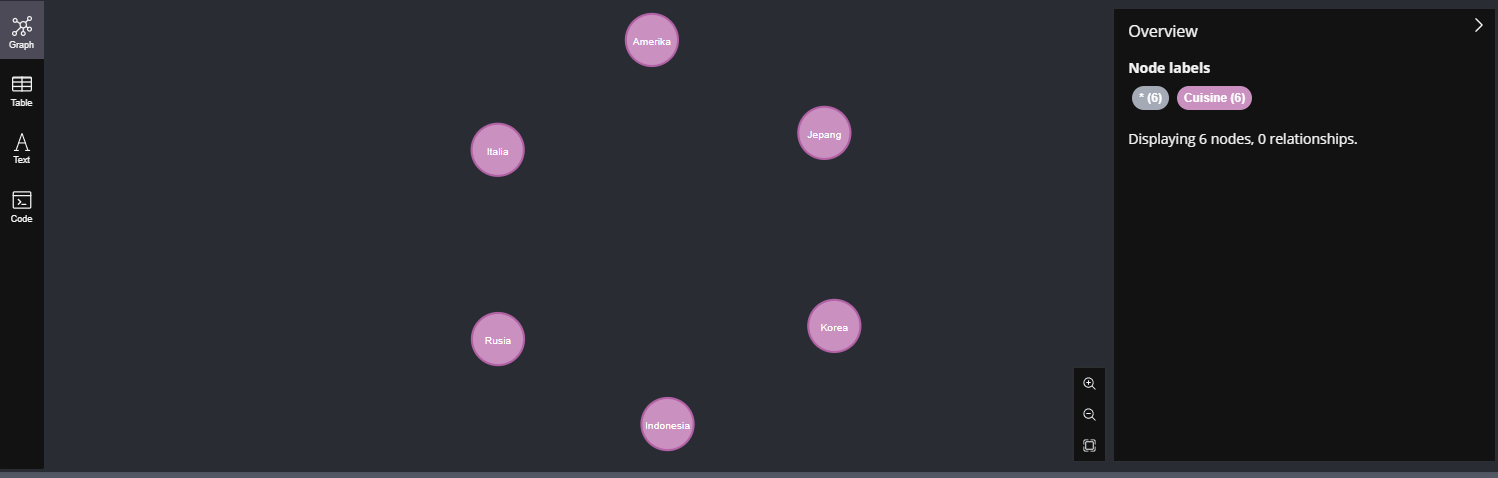 Graph
Table
Text
Code
Amerika
Jepang
Italia
Korea
Rusia
Indonesia
Overview
Node labels
* (6) Cuisine (6)
Displaying 6 nodes, 0 relationships.